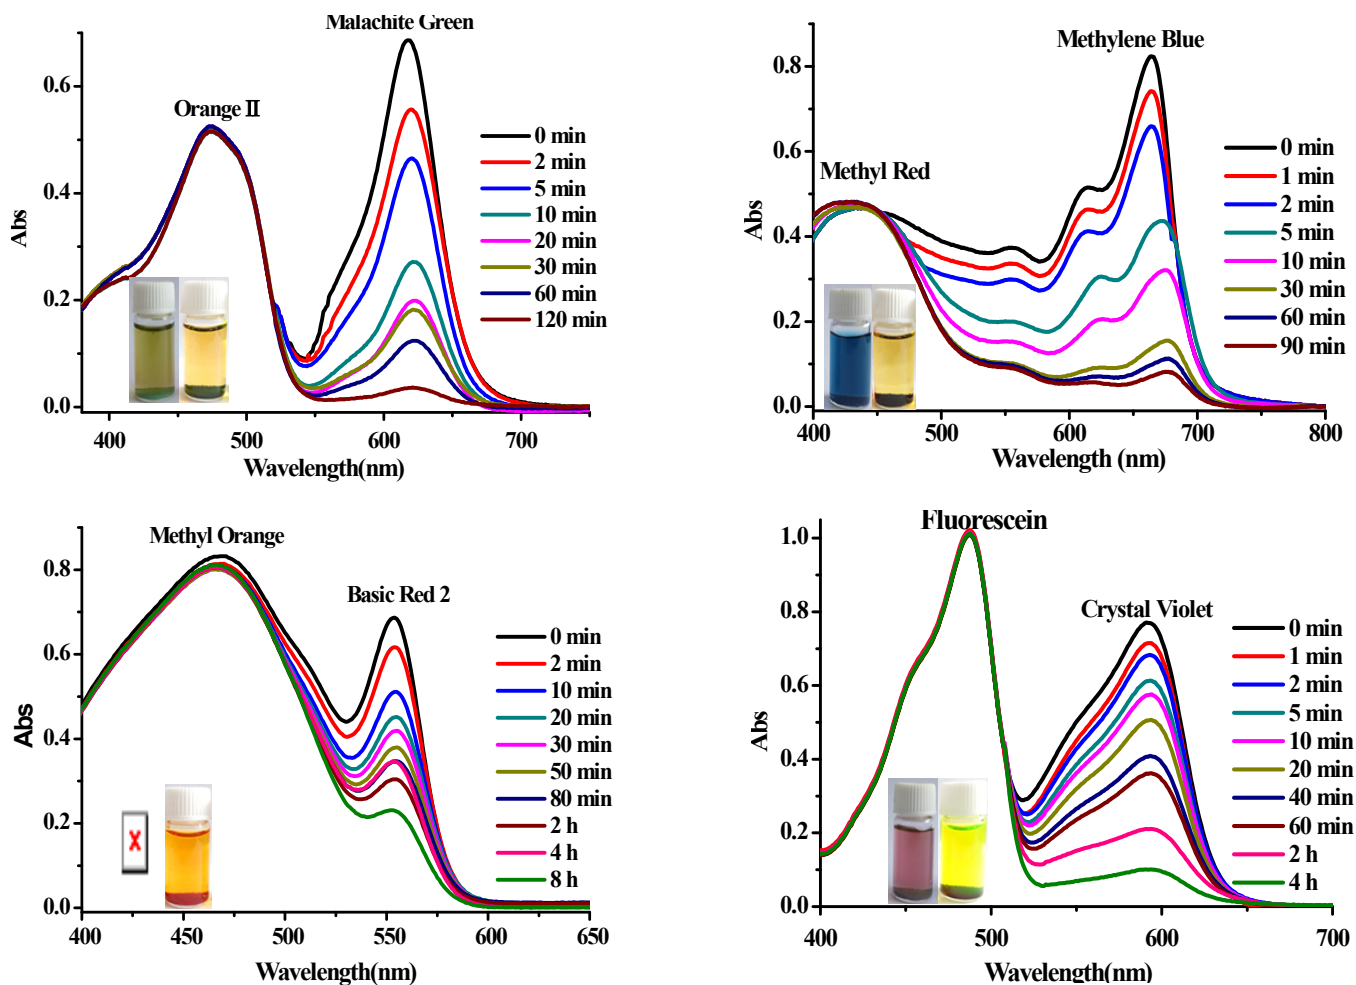 Malachite Green
Orange II
0.6
0.4
0.2
0.0
Abs
400
500
600
700
Wavelength(nm)
0 min
2 min
5 min
10 min
20 min
30 min
60 min
120 min
Methylene Blue
Methyl Red
0.8
0.6
0.4
0.2
0.0
Abs
400
500
600
700
800
Wavelength (nm)
0 min
1 min
2 min
5 min
10 min
30 min
60 min
90 min
Methyl Orange
Basic Red 2
0.8
0.6
0.4
0.2
0.0
Abs
400
450
500
550
600
650
Wavelength(nm)
0 min
2 min
10 min
20 min
30 min
50 min
80 min
2 h
4 h
8 h
x
Fluorescein
Crystal Violet
1.0
0.8
0.6
0.4
0.2
0.0
Abs
400
500
600
700
Wavelength(nm)
0 min
1 min
2 min
5 min
10 min
20 min
40 min
60 min
2 h
4 h